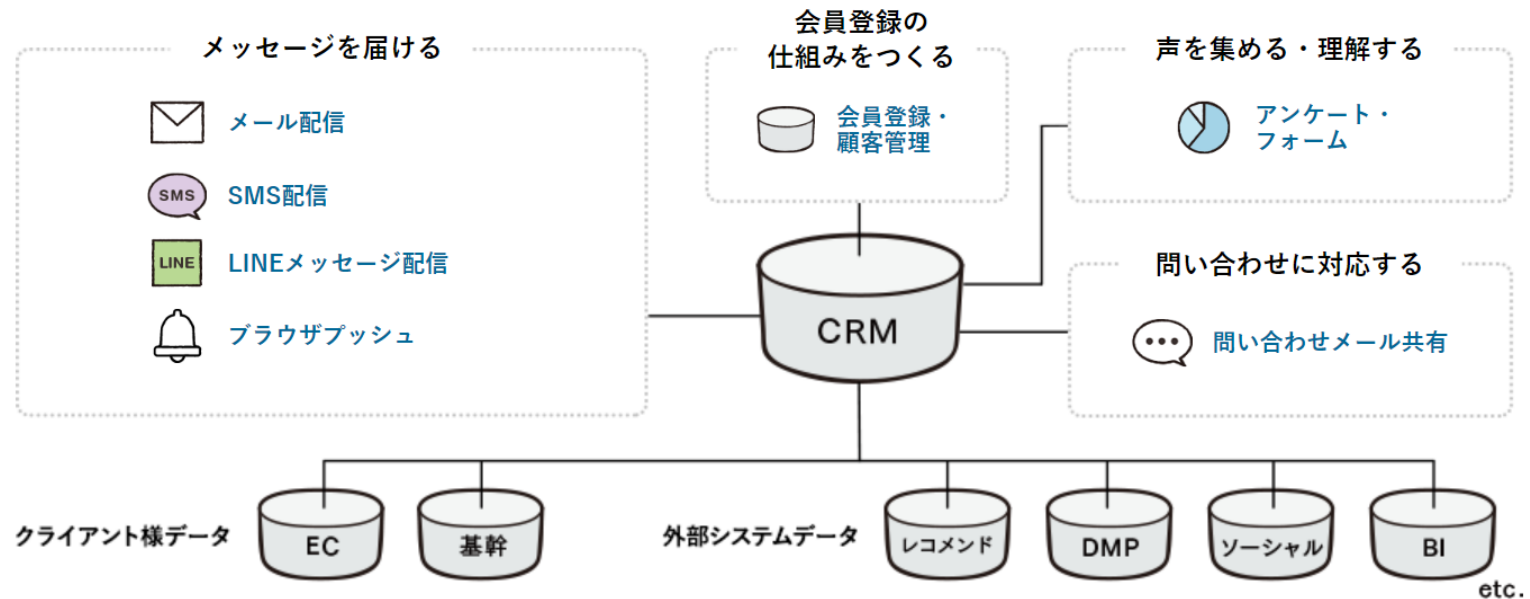 メッセージを届ける
メール配信
SMS
SMS配信
LINE
LINEメッセージ配信
ブラウザプッシュ
会員登録の
仕組みをつくる
会員登録・
顧客管理
声を集める・理解する
アンケート・
フォーム
問い合わせに対応する
問い合わせメール共有
CRM
クライアント様データ
EC
基幹
外部システムデータ
レコメンド
DMP
ソーシャル
BI
etc.